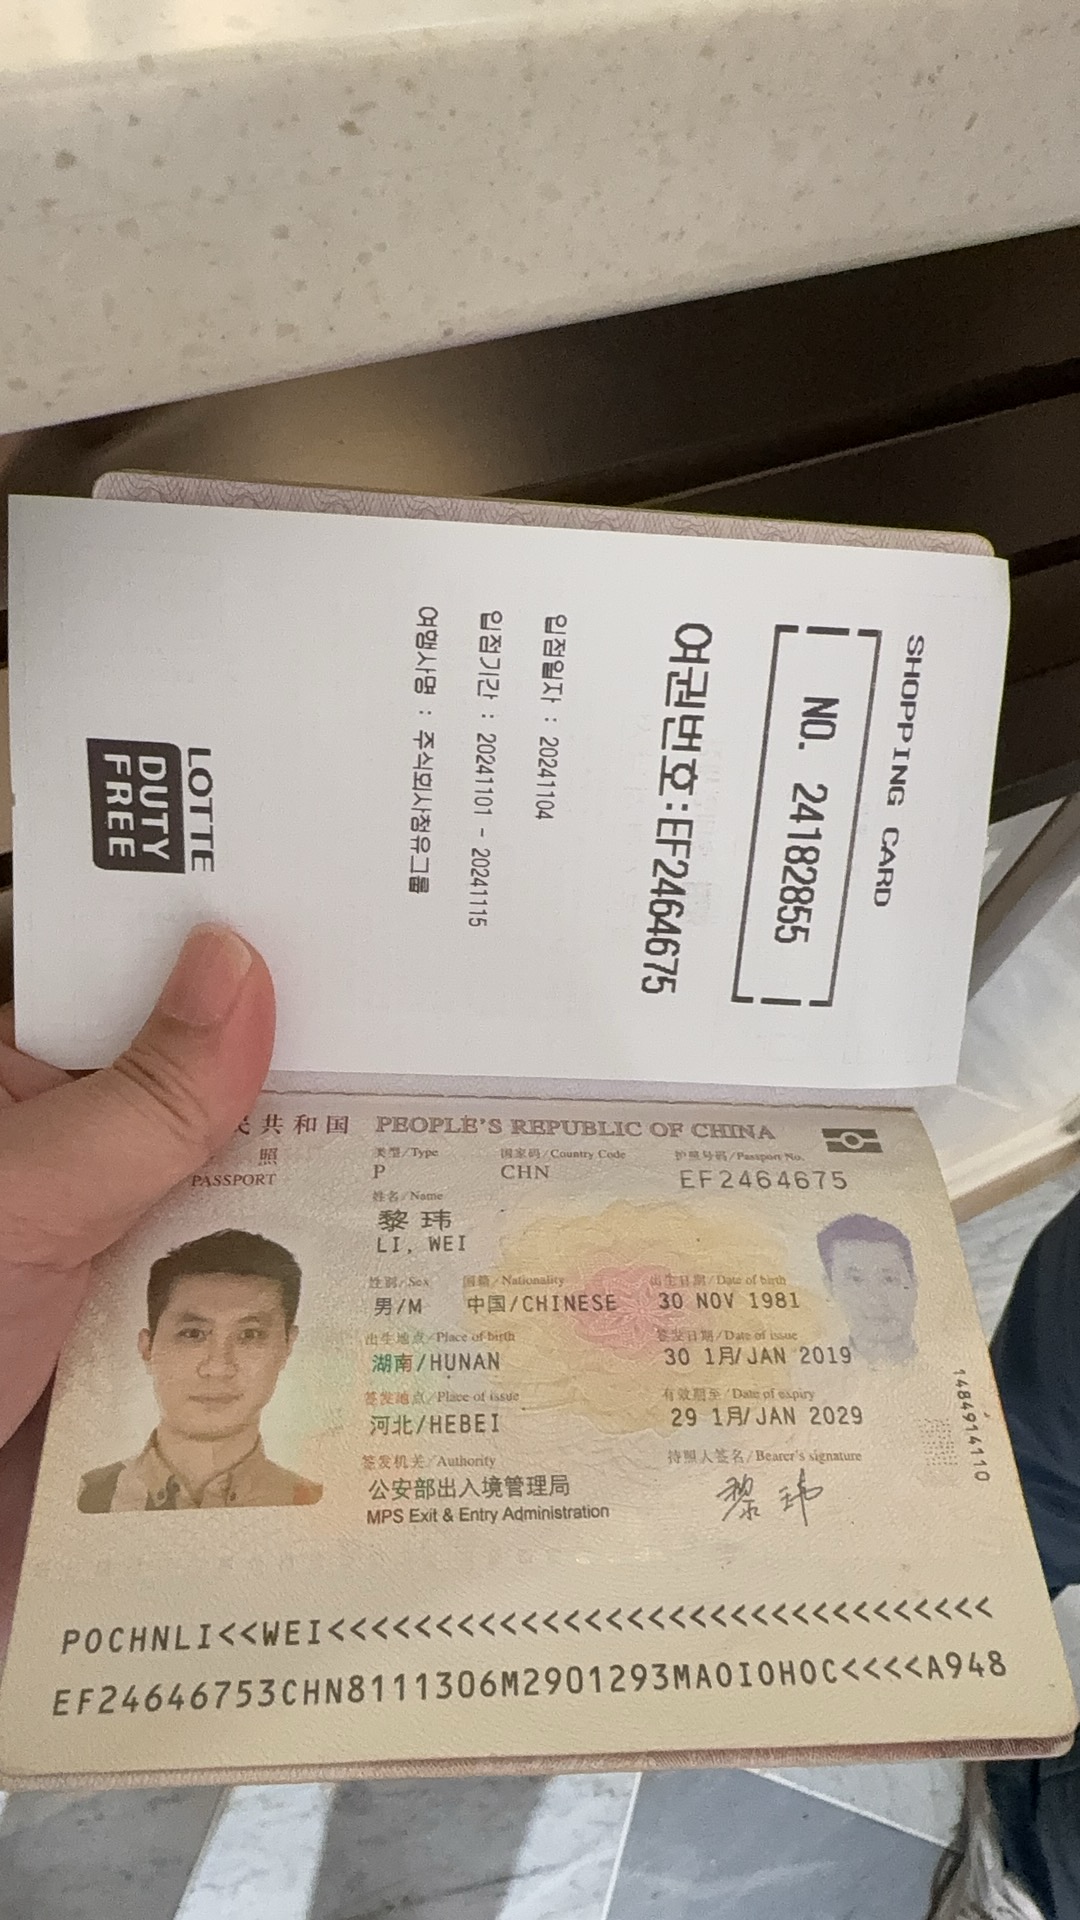 SHOPPING CARD
NO. 24182855
여권번호:EF2464675
입점일자 : 20241104
입점기간 : 20241101 - 20241115
여행사명 : 주식회사창유그룹
LOTTE
DUTY
FREE
民共和国 PEOPLE'S REPUBLIC OF CHINA
照
PASSPORT
类型/Type 国家码/Country Code 护照号码/Passport No.
P CHN EF2464675
姓名/Name
黎玮
LI, WEI
性别/Sex 国籍/Nationality 出生日期/Date of birth
男/M 中国/CHINESE 30 NOV 1981
出生地点/Place of birth 签发日期/Date of issue
湖南/HUNAN 30 1月/JAN 2019
签发地点/Place of issue 有效期至/Date of expiry
河北/HEBEI 29 1月/JAN 2029
签发机关/Authority 持照人签名/Bearer's signature
公安部出入境管理局 黎玮
MPS Exit & Entry Administration
1484914110
POCHNLI<<WEI<<<<<<<<<<<<<<<<<<<<<<<<<<<<<<<<
EF24646753CHN8111306M2901293MAOIOHOC<<<<A948